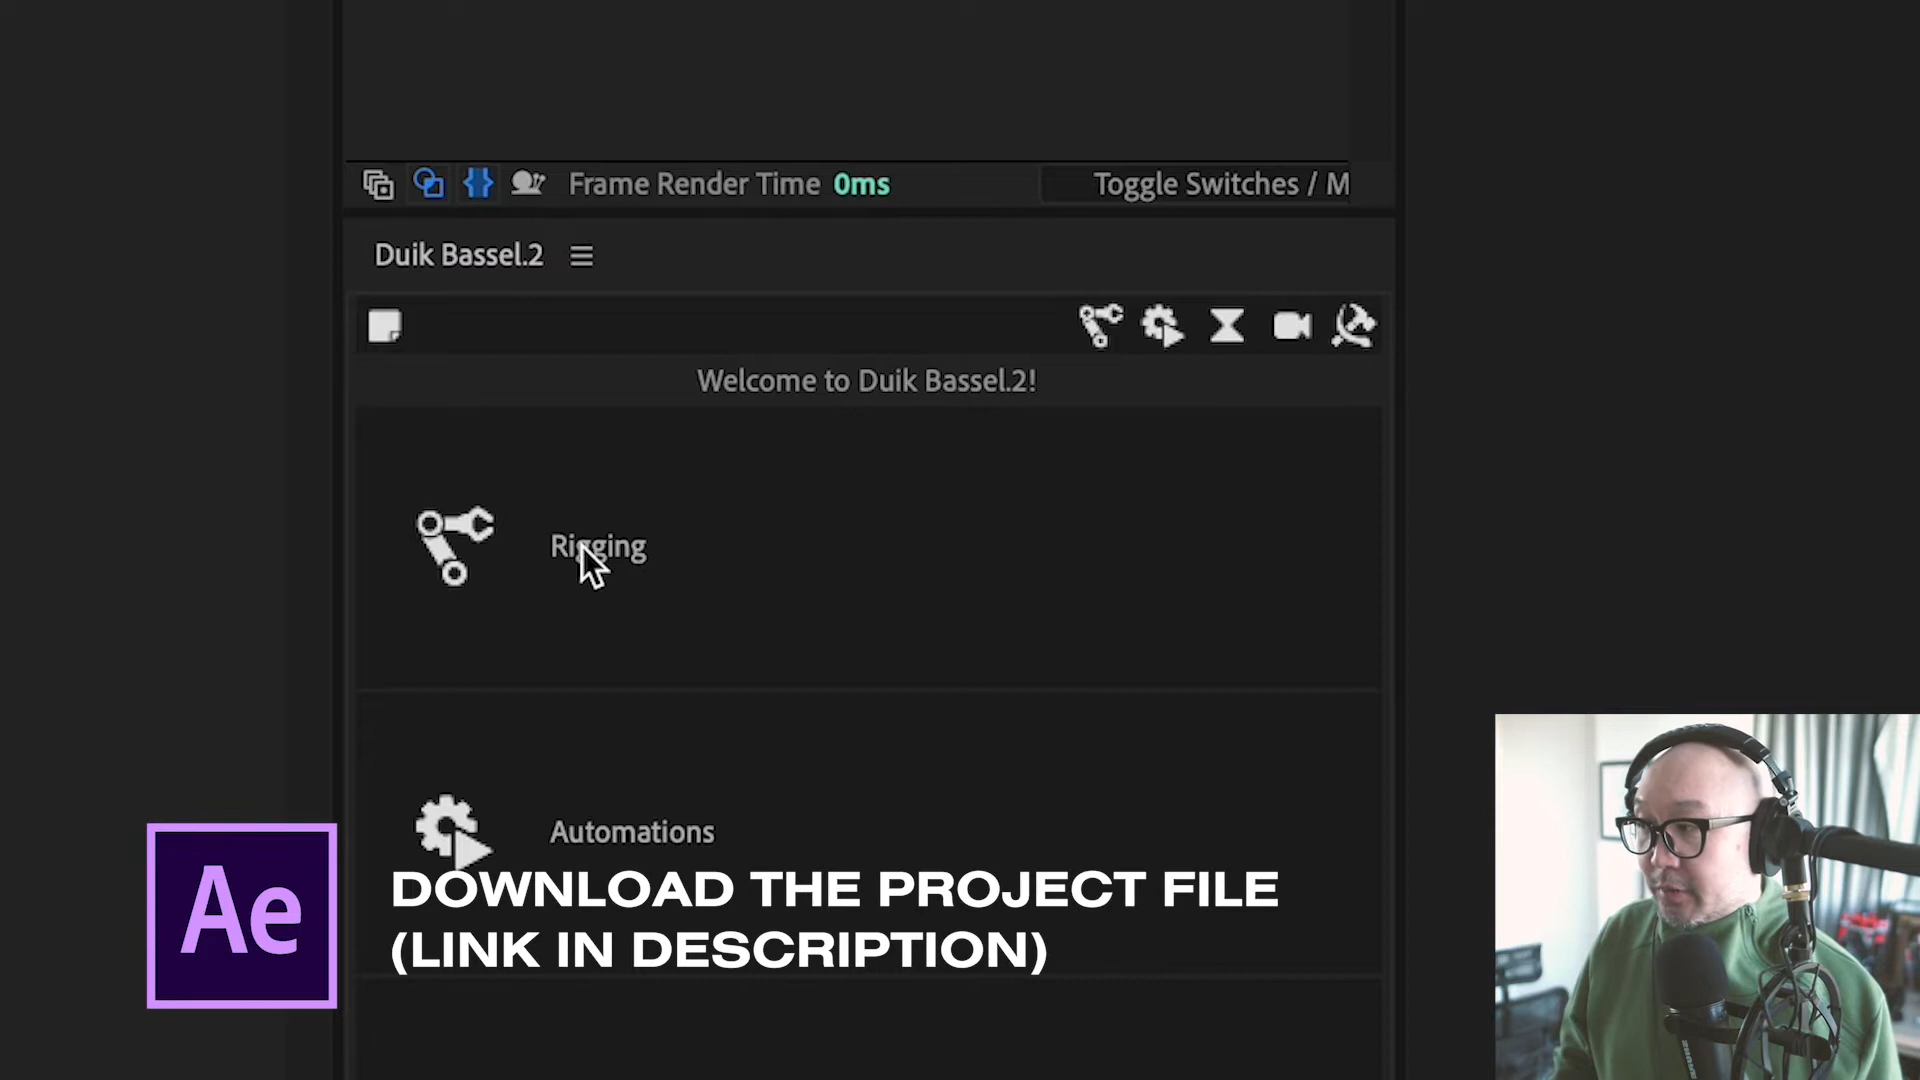 Frame Render Time 0ms
Toggle Switches / M
Duik Bassel.2
Welcome to Duik Bassel.2!
Rigging
Automations
Ae
DOWNLOAD THE PROJECT FILE
(LINK IN DESCRIPTION)